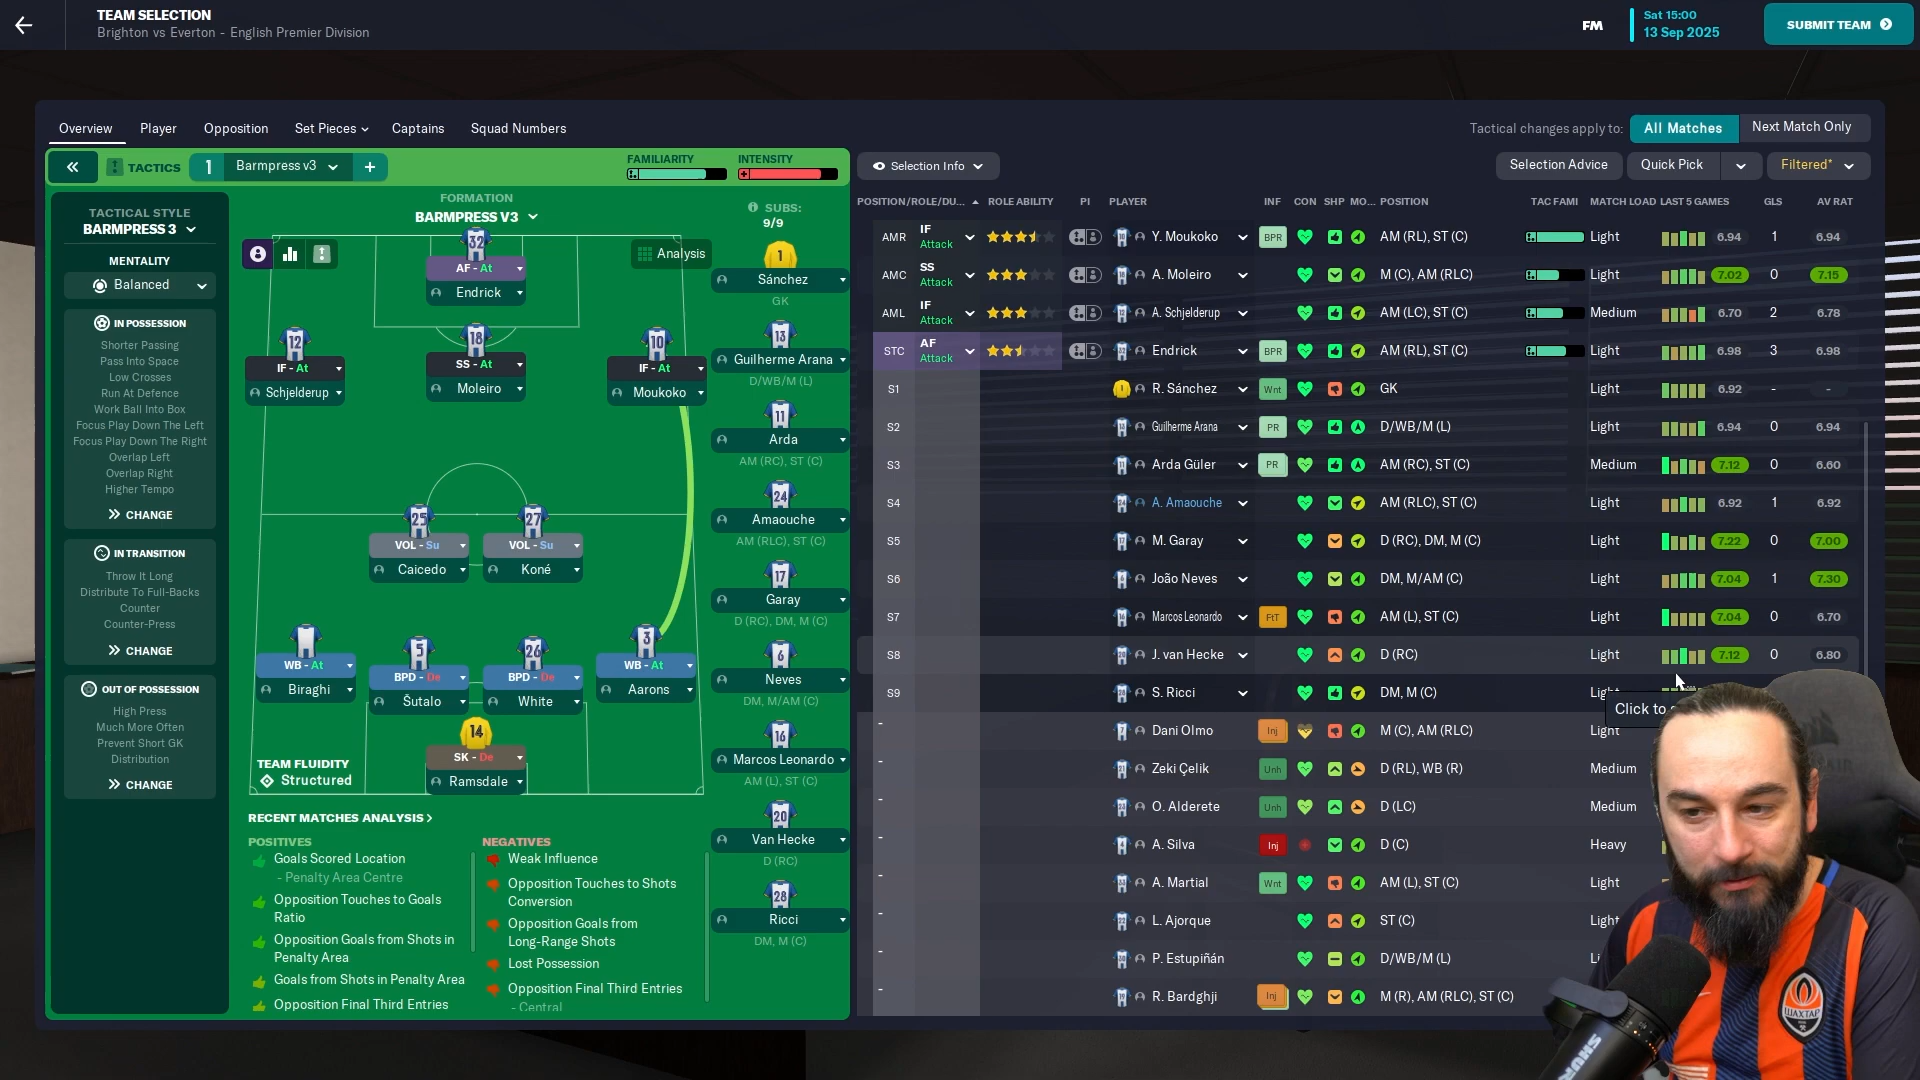 TEAM SELECTION
Brighton vs Everton - English Premier Division
FM
Sat 15:00
13 Sep 2025
SUBMIT TEAM
Overview
Player
Opposition
Set Pieces
Captains
Squad Numbers
Tactical changes apply to:
All Matches
Next Match Only
TACTICS
1
Barmpress v3
FAMILIARITY
INTENSITY
Selection Info
Selection Advice
Quick Pick
Filtered*
TACTICAL STYLE
BARMPRESS 3
MENTALITY
Balanced
IN POSSESSION
Shorter Passing
Pass Into Space
Low Crosses
Run At Defence
Work Ball Into Box
Focus Play Down The Left
Focus Play Down The Right
Overlap Left
Overlap Right
Higher Tempo
CHANGE
IN TRANSITION
Throw It Long
Distribute To Full-Backs
Counter
Counter-Press
CHANGE
OUT OF POSSESSION
High Press
Much More Often
Prevent Short GK
Distribution
CHANGE
FORMATION
BARMPRESS V3
Analysis
32
AF - At
Endrick
12
IF - At
Schjelderup
18
SS - At
Moleiro
10
IF - At
Moukoko
25
VOL - Su
Caicedo
27
VOL - Su
Koné
WB - At
Biraghi
5
BPD - De
Šutalo
26
BPD - De
White
3
WB - At
Aarons
14
SK - De
Ramsdale
TEAM FLUIDITY
Structured
SUBS:
9/9
1
Sánchez
GK
13
Guilherme Arana
D/WB/M (L)
11
Arda
AM (RC), ST (C)
24
Amaouche
AM (RLC), ST (C)
17
Garay
D (RC), DM, M (C)
6
Neves
DM, M/AM (C)
16
Marcos Leonardo
AM (L), ST (C)
20
Van Hecke
D (RC)
28
Ricci
DM, M (C)
RECENT MATCHES ANALYSIS >
POSITIVES
Goals Scored Location
- Penalty Area Centre
Opposition Touches to Goals
Ratio
Opposition Goals from Shots in
Penalty Area
Goals from Shots in Penalty Area
Opposition Final Third Entries
NEGATIVES
Weak Influence
Opposition Touches to Shots
Conversion
Opposition Goals from
Long-Range Shots
Lost Possession
Opposition Final Third Entries
- Central
POSITION/ROLE/DU... ROLE ABILITY PI PLAYER INF CON SHP MO... POSITION TAC FAMI MATCH LOAD LAST 5 GAMES GLS AV RAT
AMR IF Attack Y. Moukoko BPR AM (RL), ST (C) Light 6.94 1 6.94
AMC SS Attack A. Moleiro M (C), AM (RLC) Light 7.02 0 7.15
AML IF Attack A. Schjelderup AM (LC), ST (C) Medium 6.70 2 6.78
STC AF Attack Endrick BPR AM (RL), ST (C) Light 6.98 3 6.98
S1 R. Sánchez Wnt GK Light 6.92 - -
S2 Guilherme Arana PR D/WB/M (L) Light 6.94 0 6.94
S3 Arda Güler PR AM (RC), ST (C) Medium 7.12 0 6.60
S4 A. Amaouche AM (RLC), ST (C) Light 6.92 1 6.92
S5 M. Garay D (RC), DM, M (C) Light 7.22 0 7.00
S6 João Neves DM, M/AM (C) Light 7.04 1 7.30
S7 Marcos Leonardo FtT AM (L), ST (C) Light 7.04 0 6.70
S8 J. van Hecke D (RC) Light 7.12 0 6.80
S9 S. Ricci DM, M (C)
Click to
- Dani Olmo Inj M (C), AM (RLC) Light
- Zeki Çelik Unh D (RL), WB (R) Medium
- O. Alderete Unh D (LC) Medium
- A. Silva Inj D (C) Heavy
- A. Martial Wnt AM (L), ST (C) Light
- L. Ajorque ST (C) Light
- P. Estupiñán D/WB/M (L)
- R. Bardghji Inj M (R), AM (RLC), ST (C)
ШАХТАР
SHURE